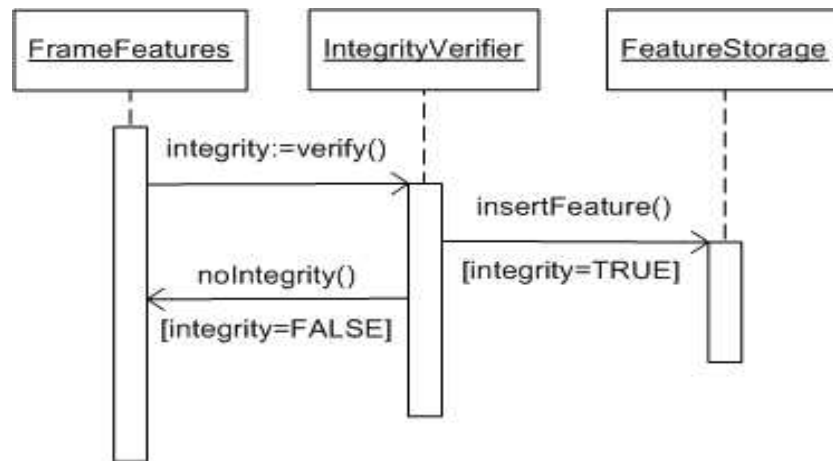 FrameFeatures
IntegrityVerifier
FeatureStorage
integrity:=verify()
insertFeature()
[integrity=TRUE]
noIntegrity()
[integrity=FALSE]